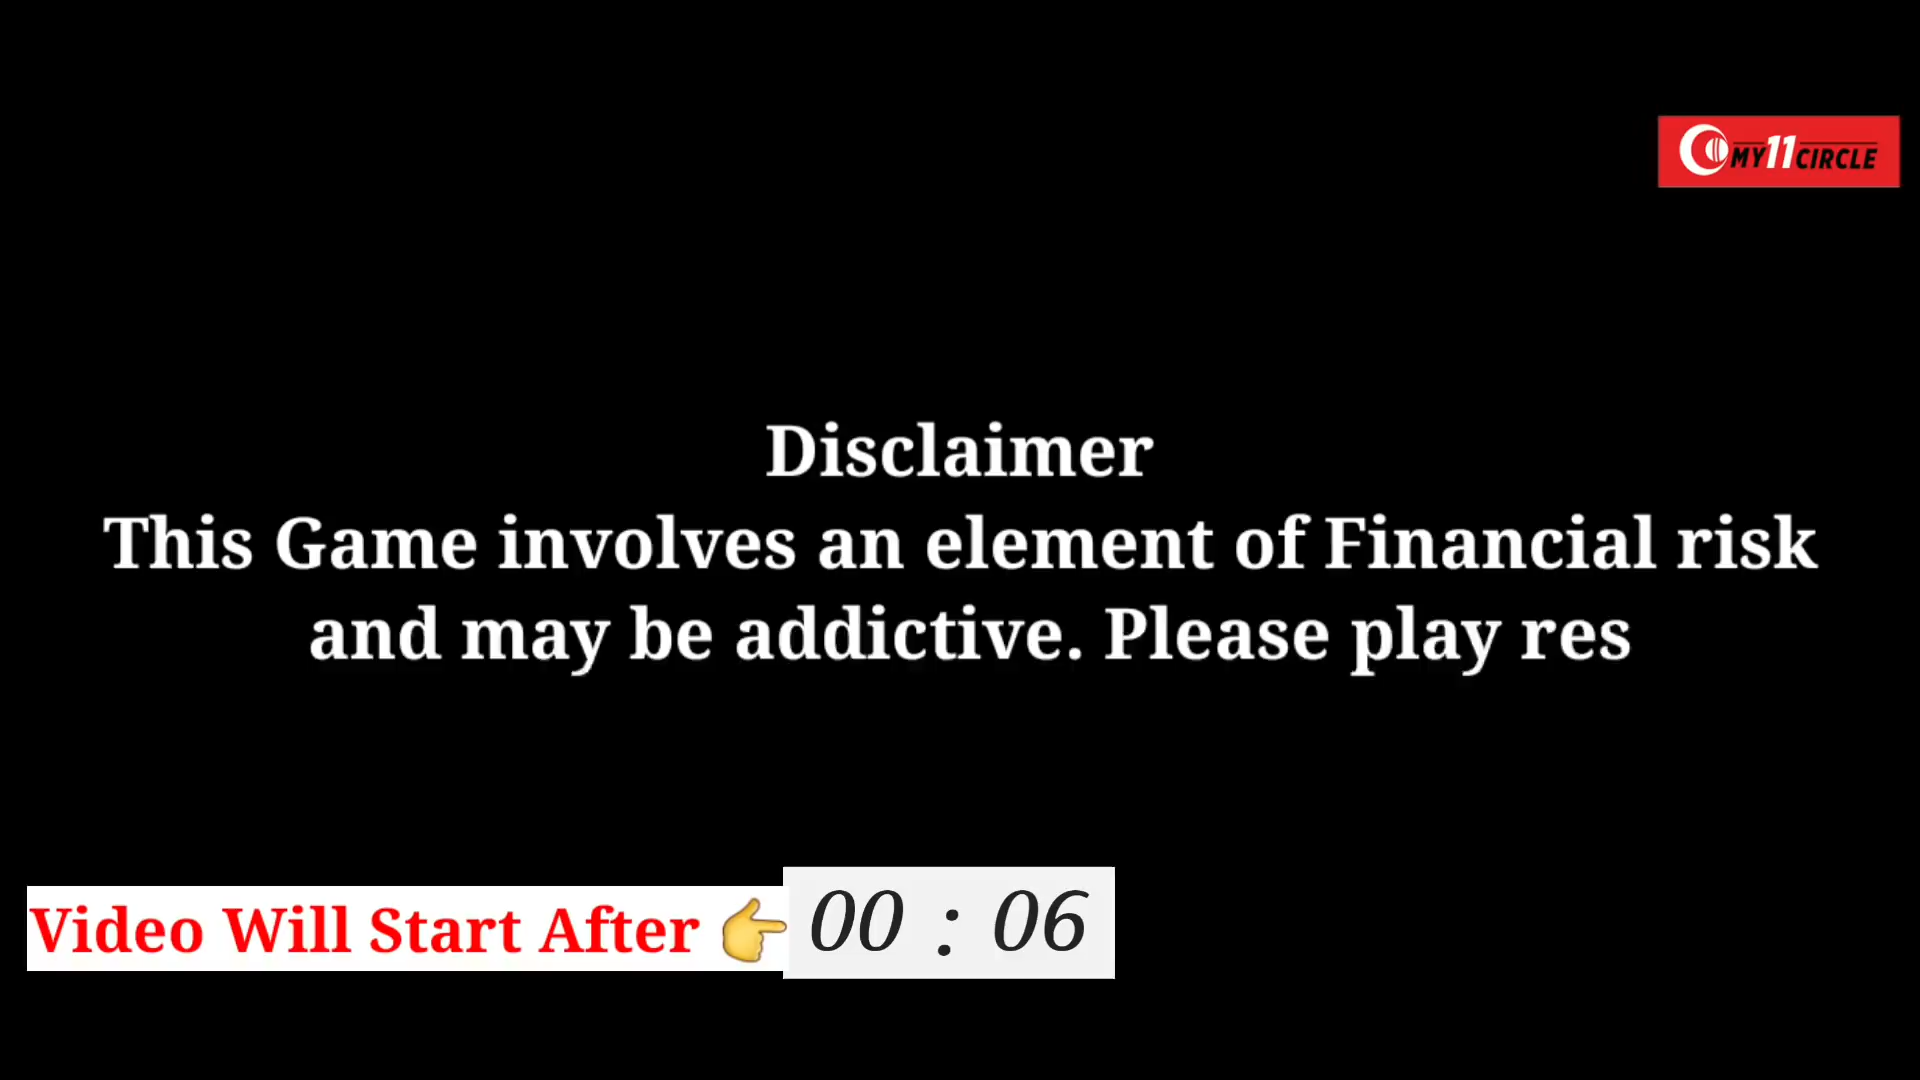 MY11CIRCLE
Disclaimer
This Game involves an element of Financial risk
and may be addictive. Please play res
Video Will Start After 👉 00 : 06